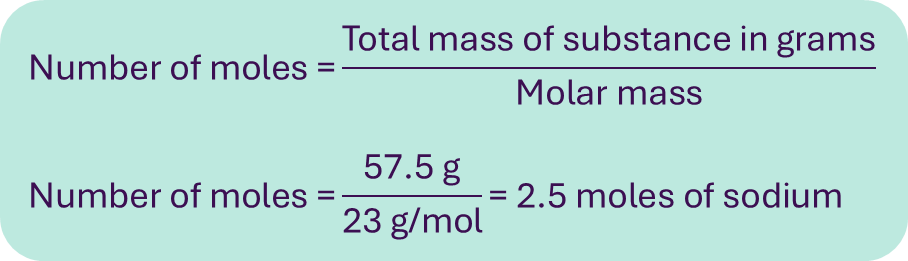 Number of moles = Total mass of substance in grams
Molar mass
Number of moles = 57.5 g
23 g/mol = 2.5 moles of sodium